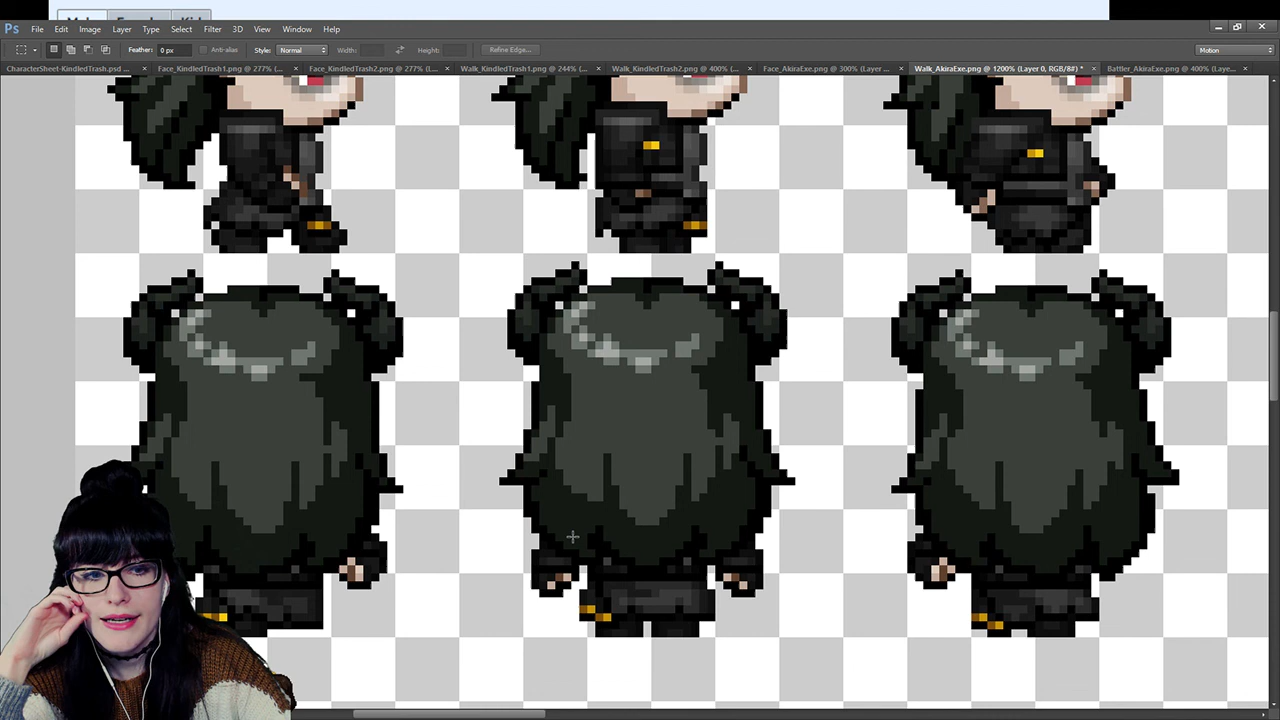 Ps File Edit Image Layer Type Select Filter 3D View Window Help
Feather: 0 px Anti-alias Style: Normal Width: Height: Refine Edge... Motion
CharacterSheet-KindledTrash.psd ... × Face_KindledTrash1.png @ 277% (L... × Face_KindledTrash2.png @ 277% (L... × Walk_KindledTrash1.png @ 244% (... × Walk_KindledTrash2.png @ 400% (... × Face_AkiraExe.png @ 300% (Layer ... × Walk_AkiraExe.png @ 1200% (Layer 0, RGB/8#) * × Battler_AkiraExe.png @ 400% (Laye... ×